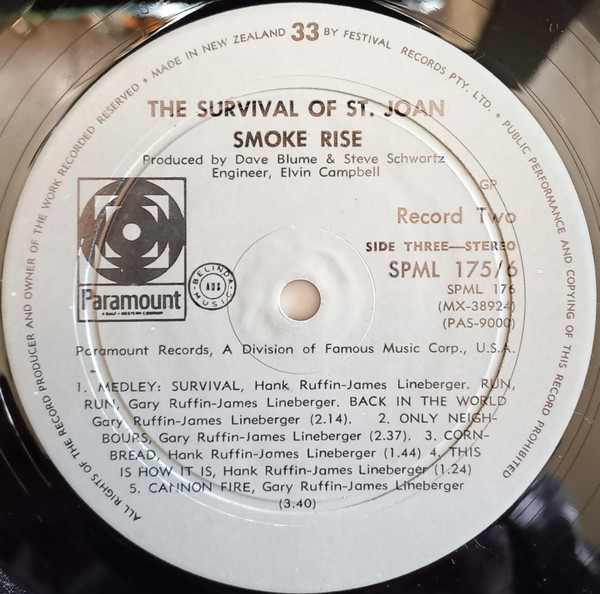 ALL RIGHTS OF THE RECORD PRODUCER AND OWNER OF THE WORK RECORDED RESERVED • MADE IN NEW ZEALAND 33 BY FESTIVAL RECORDS PTY. LTD. • PUBLIC PERFORMANCE AND COPYING OF THIS RECORD PROHIBITED
THE SURVIVAL OF ST. JOAN
SMOKE RISE
Produced by Dave Blume & Steve Schwartz
Engineer, Elvin Campbell
GP
Record Two
SIDE THREE—STEREO
SPML 175/6
SPML 176
(MX-38924)
(PAS-9000)
Paramount
BELINDA MUSIC
Paramount Records, A Division of Famous Music Corp., U.S.A.
1. MEDLEY: SURVIVAL, Hank Ruffin-James Lineberger. RUN,
RUN, Gary Ruffin-James Lineberger. BACK IN THE WORLD
Gary Ruffin-James Lineberger (2.14). 2. ONLY NEIGH-
BOURS, Gary Ruffin-James Lineberger (2.37). 3. CORN-
BREAD, Hank Ruffin-James Lineberger (1.44) 4. THIS
IS HOW IT IS, Hank Ruffin-James Lineberger (1.24)
5. CANNON FIRE, Gary Ruffin-James Lineberger
(3.40)